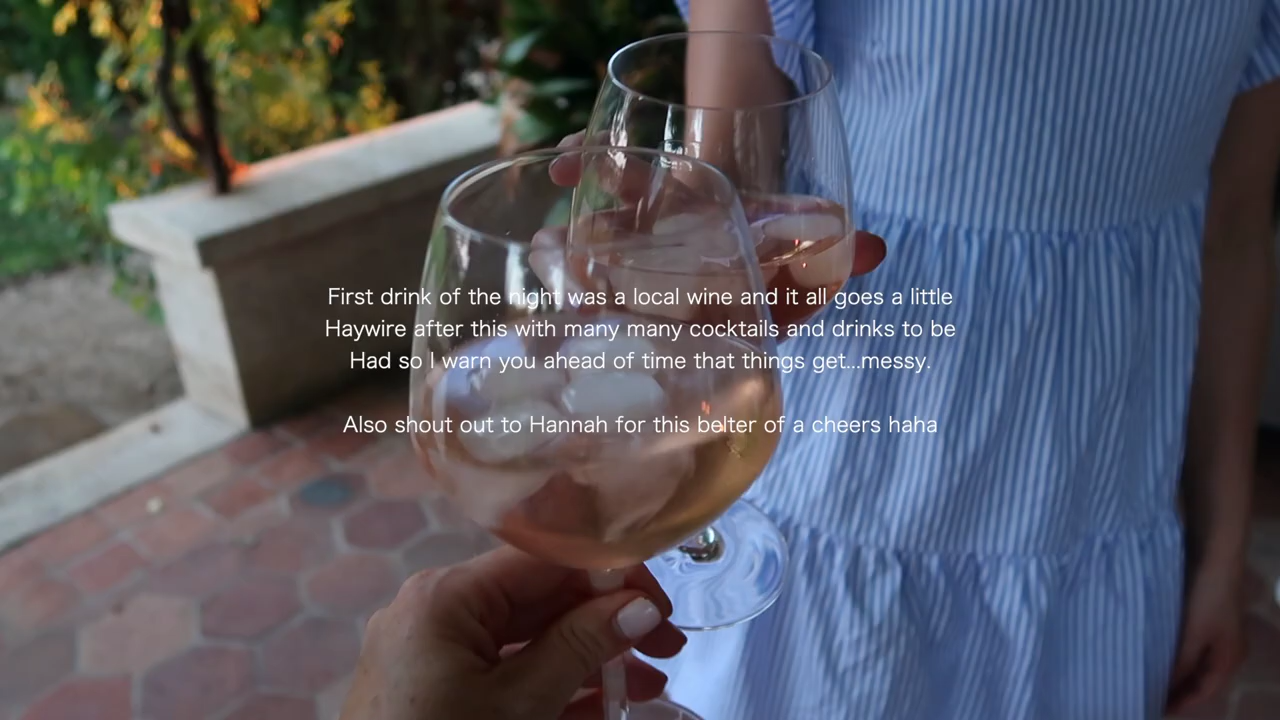 First drink of the night was a local wine and it all goes a little
Haywire after this with many many cocktails and drinks to be
Had so I warn you ahead of time that things get...messy.
Also shout out to Hannah for this belter of a cheers haha